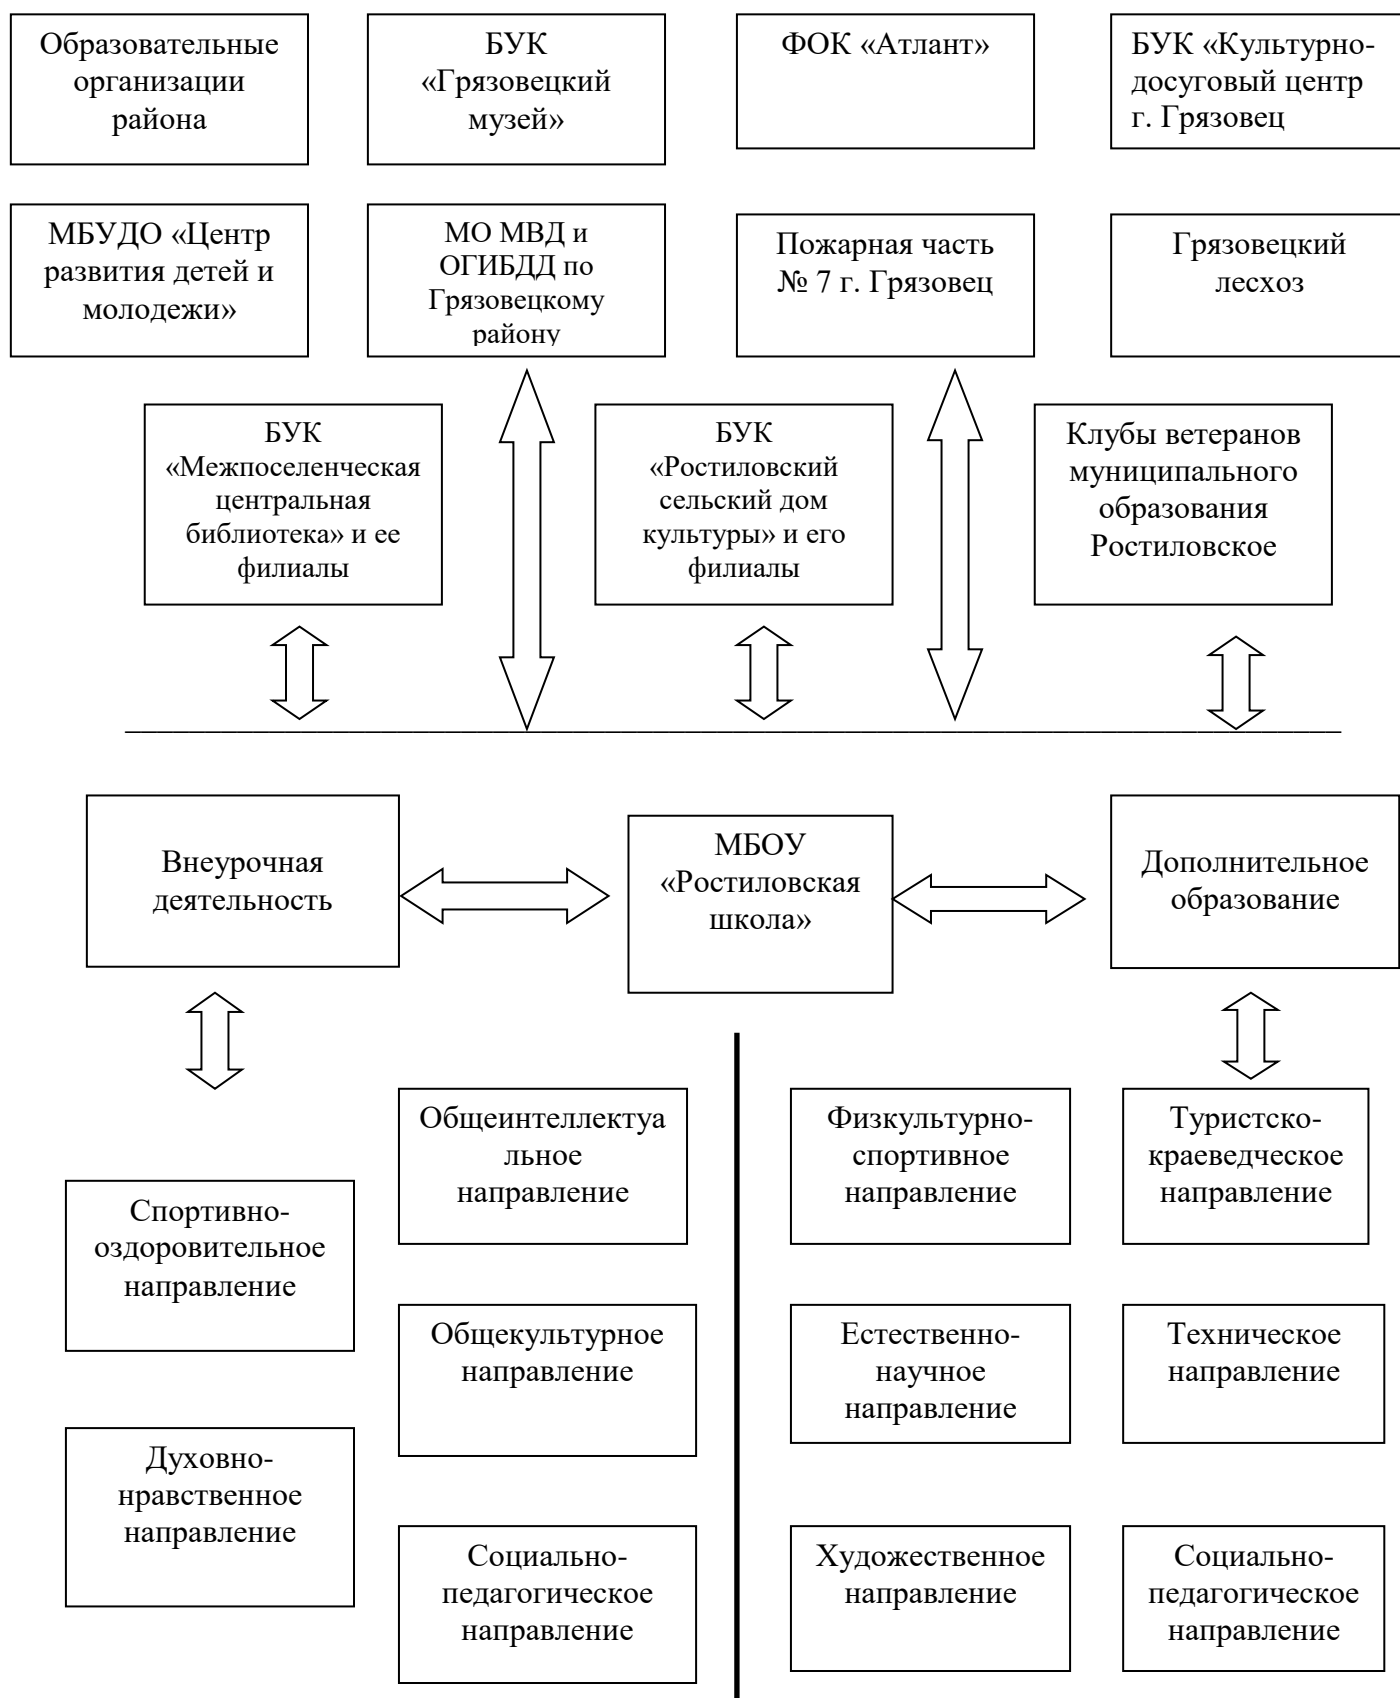 Образовательные
организации
района
БУК
«Грязовецкий
музей»
ФОК «Атлант»
БУК «Культурно-
досуговый центр
г. Грязовец
МБУДО «Центр
развития детей и
молодежи»
МО МВД и
ОГИБДД по
Грязовецкому
району
Пожарная часть
№ 7 г. Грязовец
Грязовецкий
лесхоз
БУК
«Межпоселенческая
центральная
библиотека» и ее
филиалы
БУК
«Ростиловский
сельский дом
культуры» и его
филиалы
Клубы ветеранов
муниципального
образования
Ростиловское
Внеурочная
деятельность
МБОУ
«Ростиловская
школа»
Дополнительное
образование
Общеинтеллектуа
льное
направление
Физкультурно-
спортивное
направление
Туристско-
краеведческое
направление
Спортивно-
оздоровительное
направление
Общекультурное
направление
Естественно-
научное
направление
Техническое
направление
Духовно-
нравственное
направление
Социально-
педагогическое
направление
Художественное
направление
Социально-
педагогическое
направление